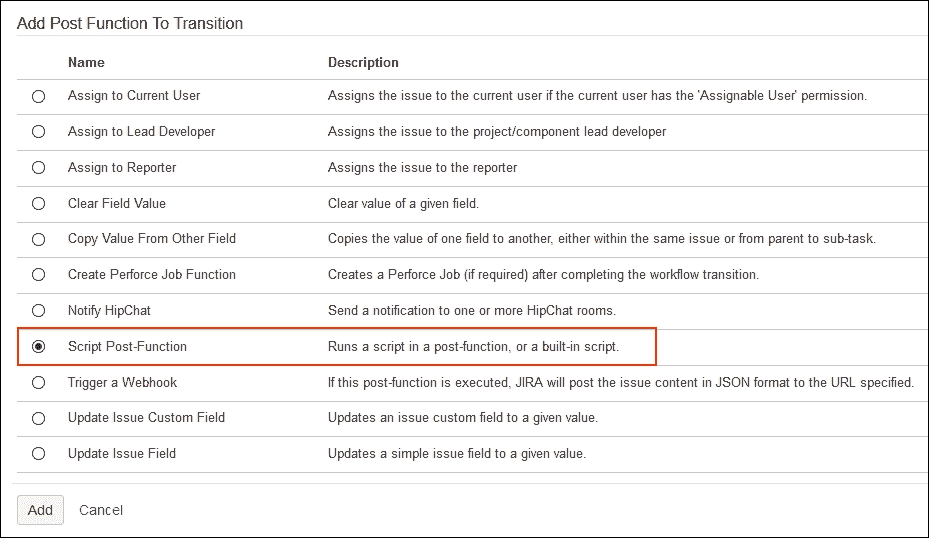 Add Post Function To Transition
Name Description
Assign to Current User Assigns the issue to the current user if the current user has the 'Assignable User' permission.
Assign to Lead Developer Assigns the issue to the project/component lead developer
Assign to Reporter Assigns the issue to the reporter
Clear Field Value Clear value of a given field.
Copy Value From Other Field Copies the value of one field to another, either within the same issue or from parent to sub-task.
Create Perforce Job Function Creates a Perforce Job (if required) after completing the workflow transition.
Notify HipChat Send a notification to one or more HipChat rooms.
Script Post-Function Runs a script in a post-function, or a built-in script.
Trigger a Webhook If this post-function is executed, JIRA will post the issue content in JSON format to the URL specified.
Update Issue Custom Field Updates an issue custom field to a given value.
Update Issue Field Updates a simple issue field to a given value.
Add Cancel